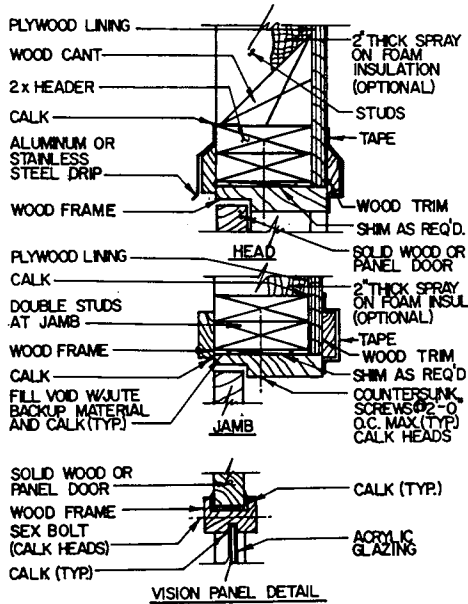 PLYWOOD LINING
WOOD CANT
2 x HEADER
CALK
ALUMINUM OR
STAINLESS
STEEL DRIP
WOOD FRAME
2" THICK SPRAY
ON FOAM
INSULATION
(OPTIONAL)
STUDS
TAPE
WOOD TRIM
SHIM AS REQ'D.
SOLID WOOD OR
PANEL DOOR
HEAD
PLYWOOD LINING
CALK
DOUBLE STUDS
AT JAMB
WOOD FRAME
CALK
FILL VOID W/JUTE
BACKUP MATERIAL
AND CALK (TYP.)
2" THICK SPRAY
ON FOAM INSUL
(OPTIONAL)
TAPE
WOOD TRIM
SHIM AS REQ'D
COUNTERSUNK
SCREWS@2'-0"
O.C. MAX.(TYP.)
CALK HEADS
JAMB
SOLID WOOD OR
PANEL DOOR
WOOD FRAME
SEX BOLT
(CALK HEADS)
CALK (TYP.)
CALK (TYP.)
ACRYLIC
GLAZING
VISION PANEL DETAIL